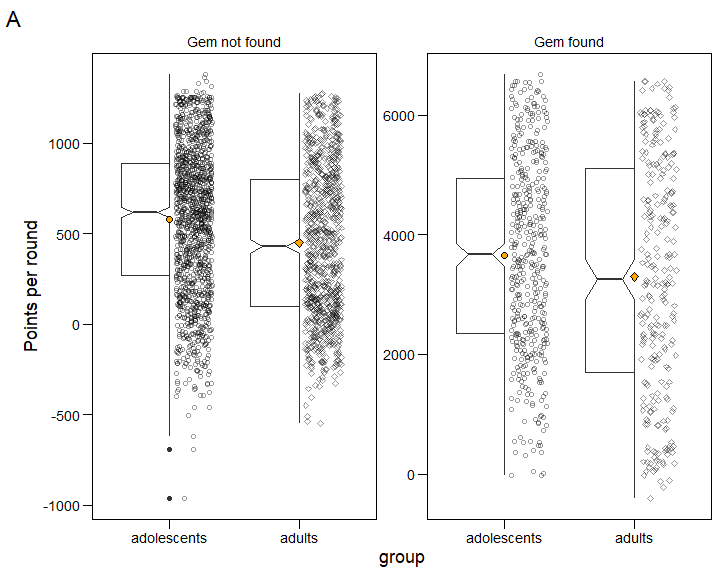 A
Gem not found
Gem found
Points per round
1000
500
0
-500
-1000
6000
4000
2000
0
adolescents
adults
adolescents
adults
group